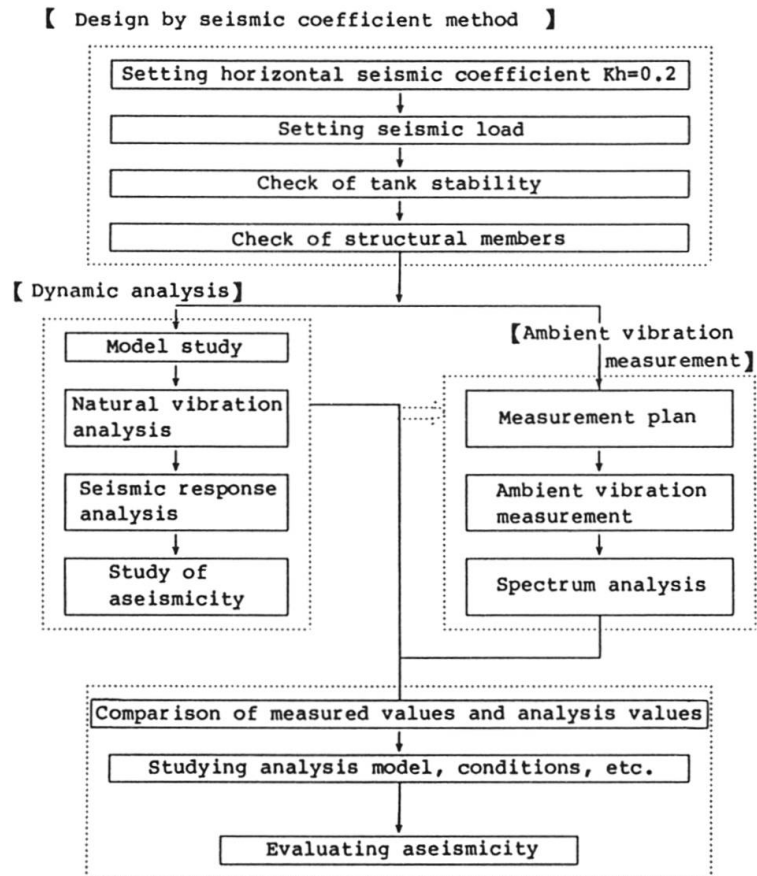 【 Design by seismic coefficient method 】
Setting horizontal seismic coefficient Kh=0.2
Setting seismic load
Check of tank stability
Check of structural members
【 Dynamic analysis】
Model study
Natural vibration
analysis
Seismic response
analysis
Study of
aseismicity
【Ambient vibration
measurement】
Measurement plan
Ambient vibration
measurement
Spectrum analysis
Comparison of measured values and analysis values
Studying analysis model, conditions, etc.
Evaluating aseismicity